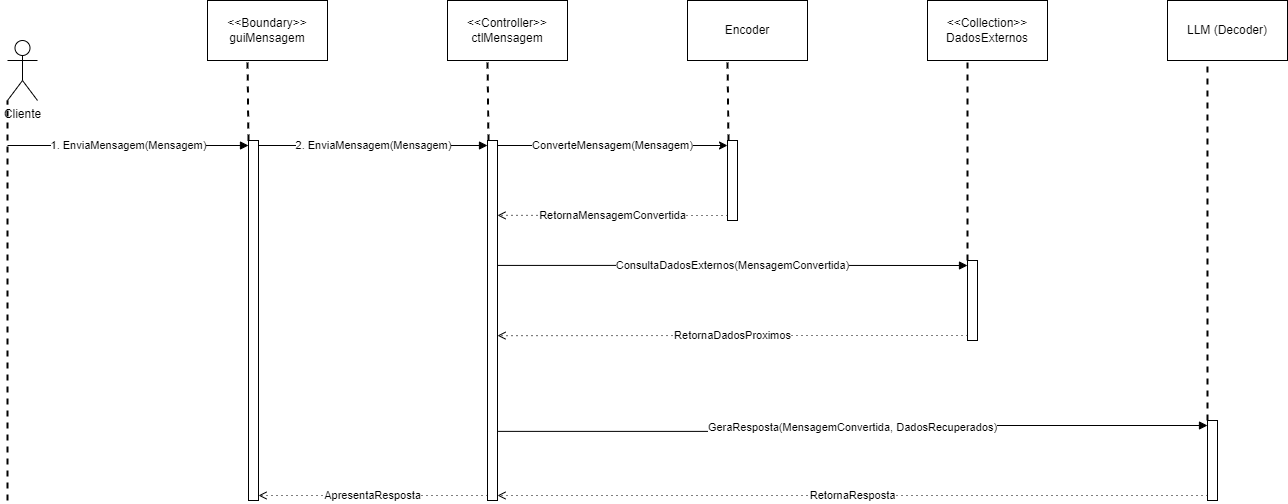 <<Boundary>>
guiMensagem
<<Controller>>
ctlMensagem
Encoder
<<Collection>>
DadosExternos
LLM (Decoder)
Cliente
1. EnviaMensagem(Mensagem)
2. EnviaMensagem(Mensagem)
ConverteMensagem(Mensagem)
RetornaMensagemConvertida
ConsultaDadosExternos(MensagemConvertida)
RetornaDadosProximos
GeraResposta(MensagemConvertida, DadosRecuperados)
ApresentaResposta
RetornaResposta